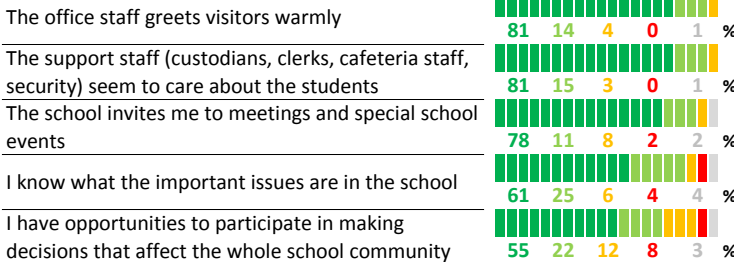 The office staff greets visitors warmly
81 14 4 0 1 %
The support staff (custodians, clerks, cafeteria staff,
security) seem to care about the students
81 15 3 0 1 %
The school invites me to meetings and special school
events
78 11 8 2 2 %
I know what the important issues are in the school
61 25 6 4 4 %
I have opportunities to participate in making
decisions that affect the whole school community
55 22 12 8 3 %